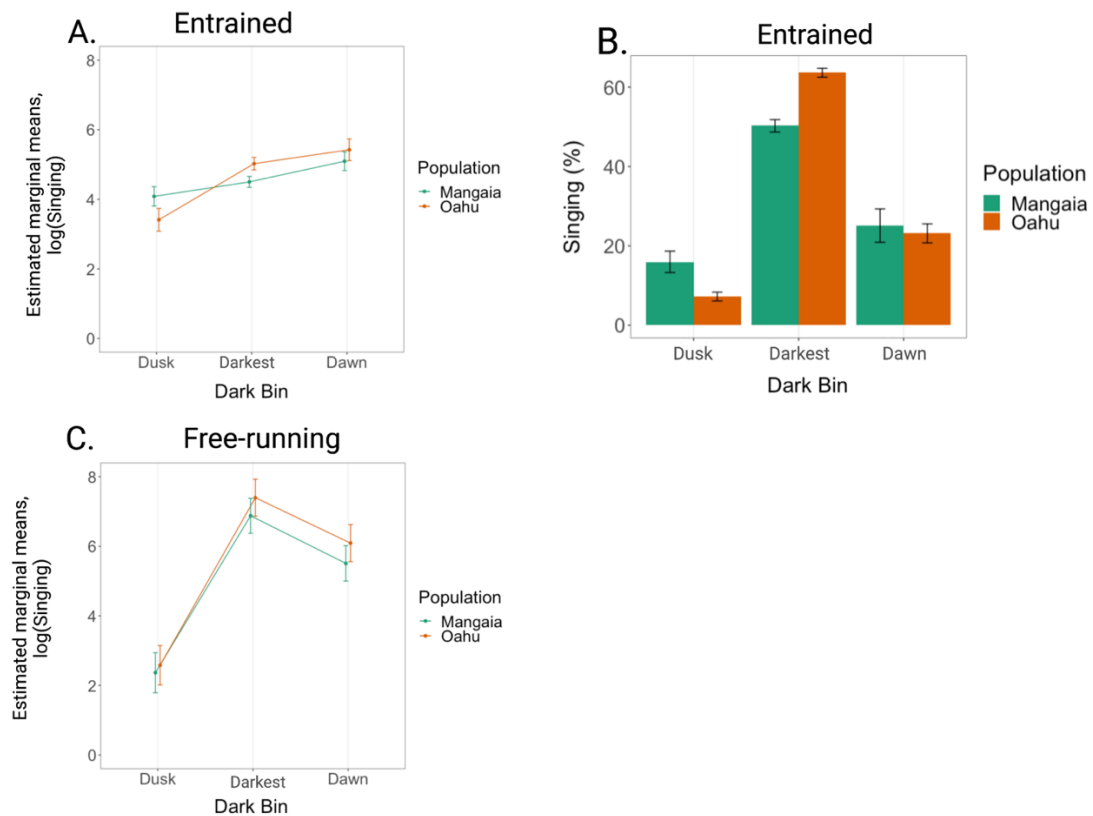 A.
Entrained
Estimated marginal means,
log(Singing)
8
6
4
2
0
Dusk
Darkest
Dawn
Dark Bin
Population
Mangaia
Oahu
B.
Entrained
Singing (%)
60
40
20
0
Dusk
Darkest
Dawn
Dark Bin
Population
Mangaia
Oahu
C.
Free-running
Estimated marginal means,
log(Singing)
8
6
4
2
0
Dusk
Darkest
Dawn
Dark Bin
Population
Mangaia
Oahu